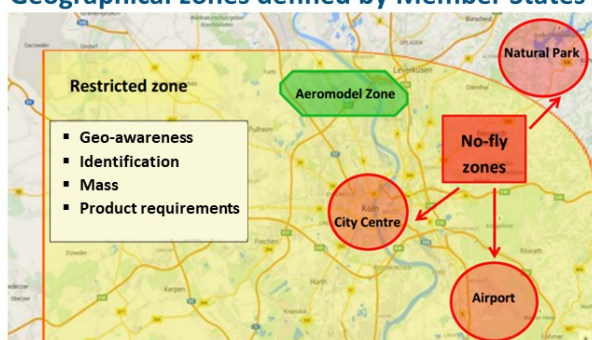 Geographical zones defined by Member States
Natural Park
Restricted zone
Aeromodel Zone
Leverkusen
▪ Geo-awareness
▪ Identification
▪ Mass
▪ Product requirements
Pulheim
No-fly
zones
Köln
City Centre
Frechen
Hürth
Kerpen
Rösrath
Airport